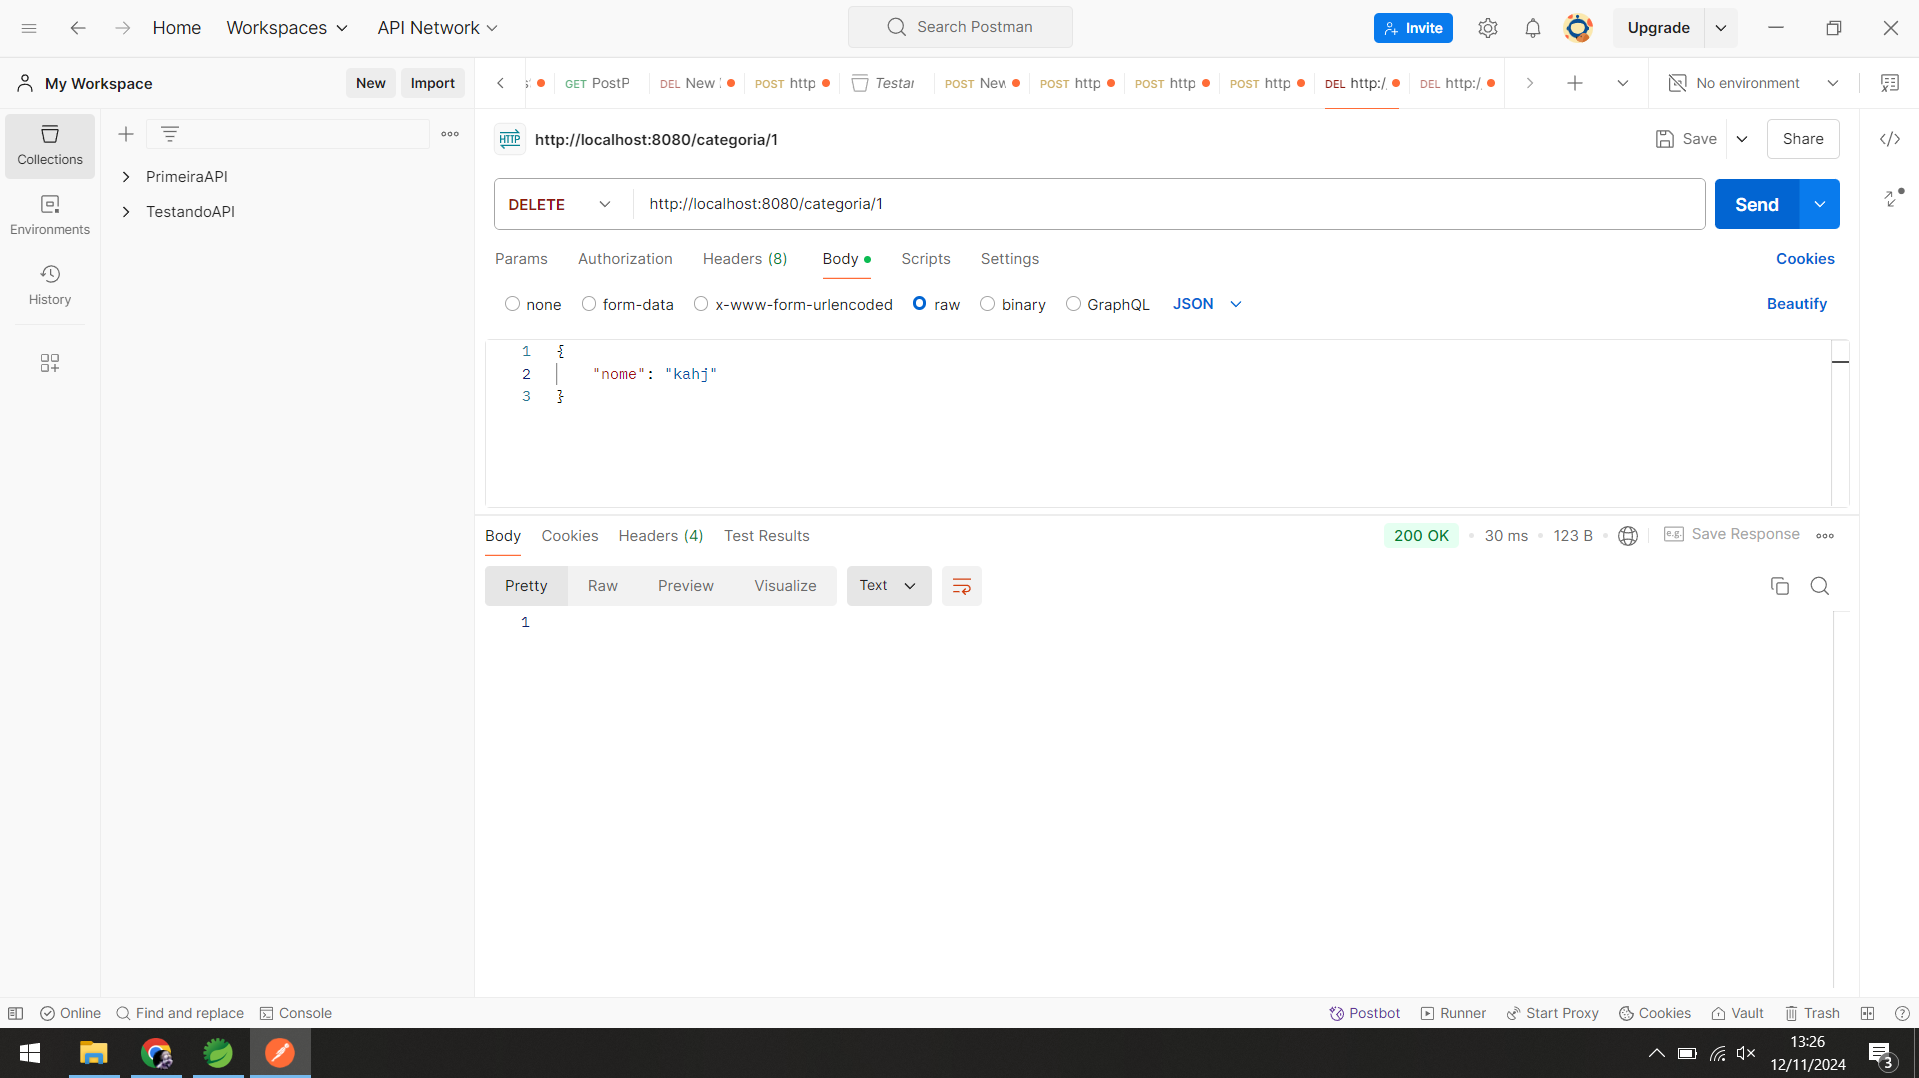 Home Workspaces API Network Search Postman Invite Upgrade
My Workspace New Import GET PostP DEL New POST http Testar POST New POST http POST http POST http DEL http:/ DEL http:/ No environment
Collections
Environments
History
PrimeiraAPI
TestandoAPI
HTTP http://localhost:8080/categoria/1 Save Share
DELETE http://localhost:8080/categoria/1 Send
Params Authorization Headers (8) Body Scripts Settings Cookies
none form-data x-www-form-urlencoded raw binary GraphQL JSON Beautify
1 {
2 "nome": "kahj"
3 }
Body Cookies Headers (4) Test Results 200 OK 30 ms 123 B e.g. Save Response
Pretty Raw Preview Visualize Text
1
Online Find and replace Console Postbot Runner Start Proxy Cookies Vault Trash
13:26
12/11/2024 3